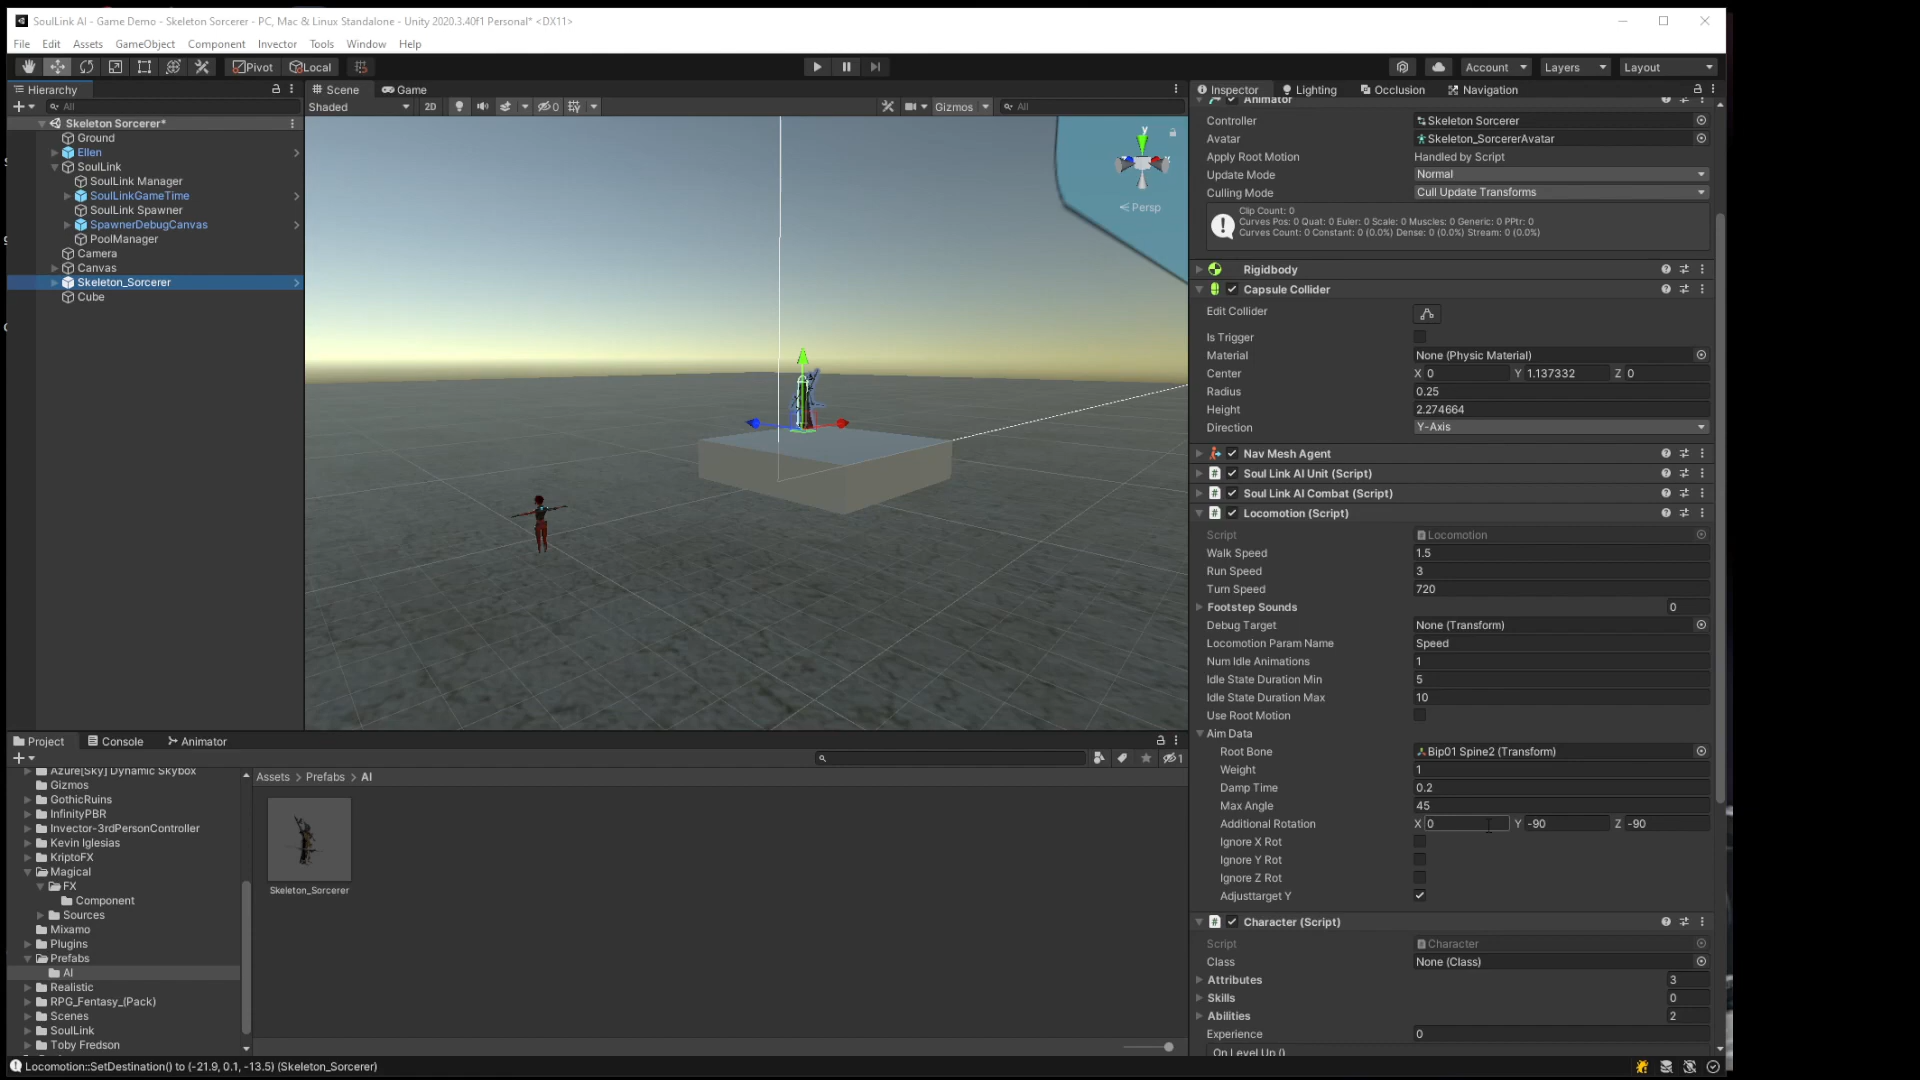 SoulLink AI - Game Demo - Skeleton Sorcerer - PC, Mac & Linux Standalone - Unity 2020.3.40f1 Personal* <DX11>
File Edit Assets GameObject Component Invector Tools Window Help
Pivot Local Account Layers Layout
Hierarchy
All
Skeleton Sorcerer*
Ground
Ellen
SoulLink
SoulLink Manager
SoulLinkGameTime
SoulLink Spawner
SpawnerDebugCanvas
PoolManager
Camera
Canvas
Skeleton_Sorcerer
Cube
Scene Game
Shaded 2D 0 Gizmos All
y
Persp
Inspector Lighting Occlusion Navigation
Animator
Controller Skeleton Sorcerer
Avatar Skeleton_SorcererAvatar
Apply Root Motion Handled by Script
Update Mode Normal
Culling Mode Cull Update Transforms
Clip Count: 0
Curves Pos: 0 Quat: 0 Euler: 0 Scale: 0 Muscles: 0 Generic: 0 PPtr: 0
Curves Count: 0 Constant: 0 (0.0%) Dense: 0 (0.0%) Stream: 0 (0.0%)
Rigidbody
Capsule Collider
Edit Collider
Is Trigger
Material None (Physic Material)
Center X 0 Y 1.137332 Z 0
Radius 0.25
Height 2.274664
Direction Y-Axis
Nav Mesh Agent
Soul Link AI Unit (Script)
Soul Link AI Combat (Script)
Locomotion (Script)
Script Locomotion
Walk Speed 1.5
Run Speed 3
Turn Speed 720
Footstep Sounds 0
Debug Target None (Transform)
Locomotion Param Name Speed
Num Idle Animations 1
Idle State Duration Min 5
Idle State Duration Max 10
Use Root Motion
Aim Data
Root Bone Bip01 Spine2 (Transform)
Weight 1
Damp Time 0.2
Max Angle 45
Additional Rotation X 0 Y -90 Z -90
Ignore X Rot
Ignore Y Rot
Ignore Z Rot
Adjusttarget Y
Character (Script)
Script Character
Class None (Class)
Attributes 3
Skills 0
Abilities 2
Experience 0
On Level Up ()
Project Console Animator
1
Azure[Sky] Dynamic Skybox
Gizmos
GothicRuins
InfinityPBR
Invector-3rdPersonController
Kevin Iglesias
KriptoFX
Magical
FX
Component
Sources
Mixamo
Plugins
Prefabs
AI
Realistic
RPG_Fantasy_(Pack)
Scenes
SoulLink
Toby Fredson
Assets > Prefabs > AI
Skeleton_Sorcerer
Locomotion::SetDestination() to (-21.9, 0.1, -13.5) (Skeleton_Sorcerer)